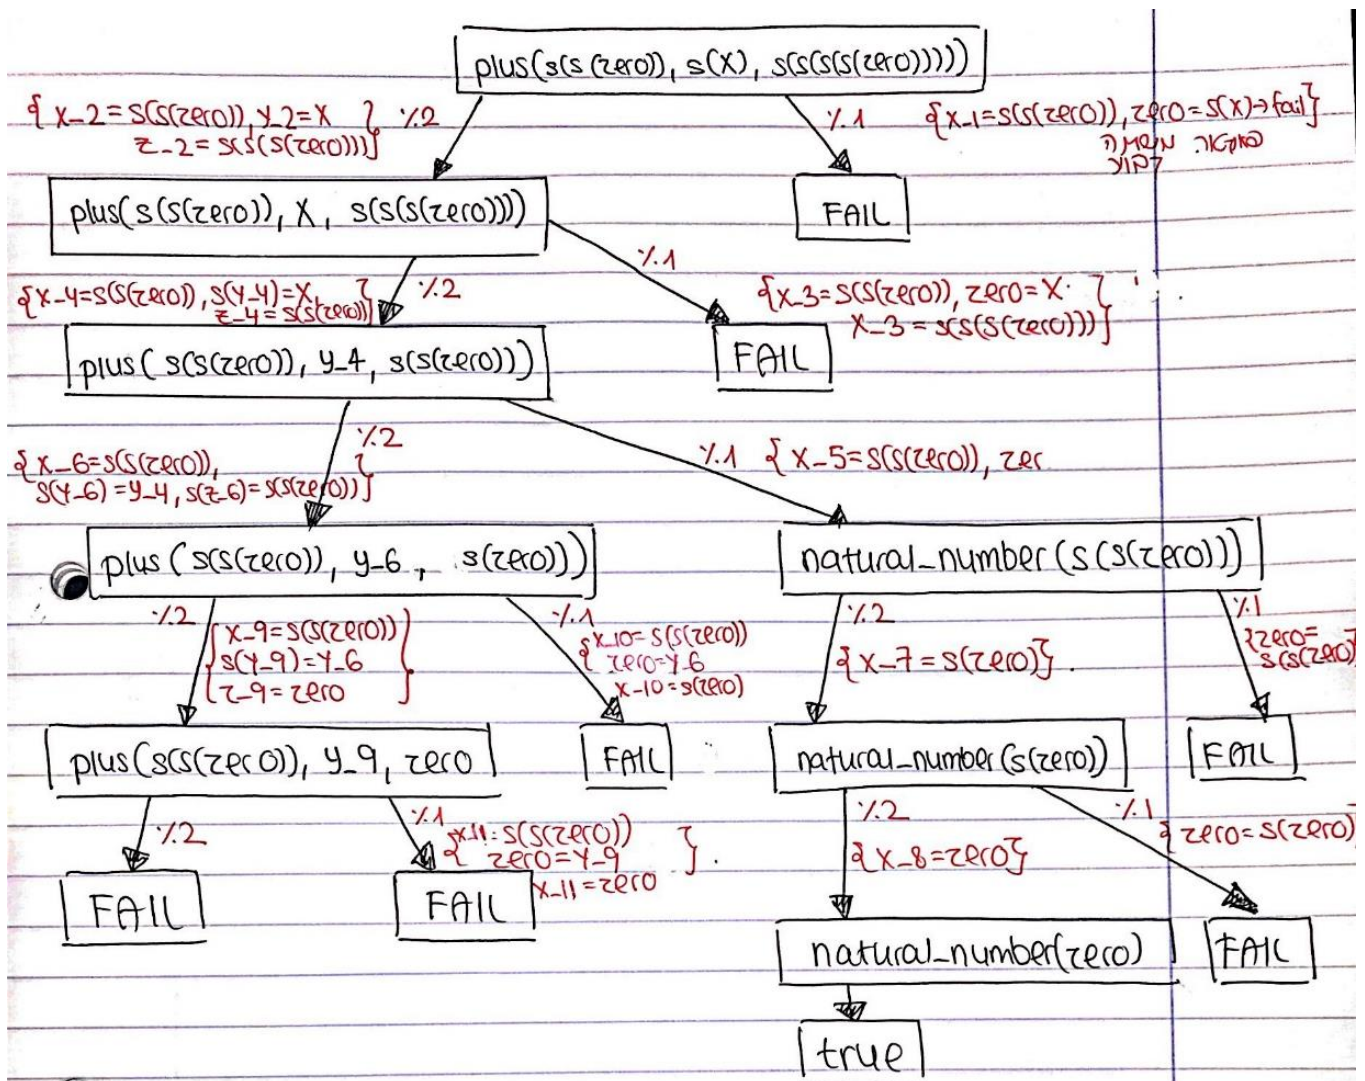 plus(s(s(zero)), s(X), s(s(s(s(zero)))))
{X_2=s(s(zero)), Y_2=X
Z_2=s(s(s(zero)))}
%2
%1
{X_1=s(s(zero)), zero=s(X)→fail}
plus(s(s(zero)), X, s(s(s(zero))))
FAIL
{X_4=s(s(zero)), s(Y_4)=X,
Z_4=s(s(zero))}
%2
%1
{X_3=s(s(zero)), zero=X
X_3=s(s(s(zero)))}
plus(s(s(zero)), Y_4, s(s(zero)))
FAIL
{X_6=s(s(zero)),
s(Y_6)=Y_4, s(Z_6)=s(s(zero))}
%2
%1 {X_5=s(s(zero)), zer
plus(s(s(zero)), Y_6, s(zero)))
natural_number(s(s(zero)))
%2
{X_9=s(s(zero))
s(Y_9)=Y_6
Z_9=zero}
%1
{X_10=s(s(zero))
zero=Y_6
X_10=s(zero)
%2
{X_7=s(zero)}.
%1
{zero=
s(s(zero)
plus(s(s(zero)), Y_9, zero
FAIL
natural_number(s(zero))
FAIL
%2
%1
{X_11=s(s(zero))
zero=Y_9
X_11=zero}.
%2
{X_8=zero}
%1
{zero=s(zero)
FAIL
FAIL
natural_number(zero)
FAIL
true